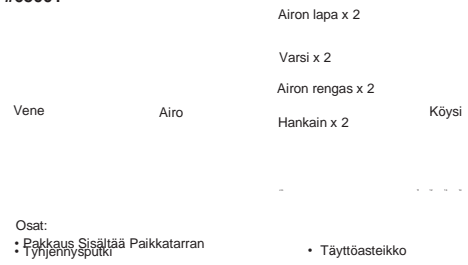 Airon lapa x 2
Varsi x 2
Airon rengas x 2
Vene
Airo
Hankain x 2
Köysi
Osat:
• Pakkaus Sisältää Paikkatarran
• Tyhjennysputki
• Täyttöasteikko